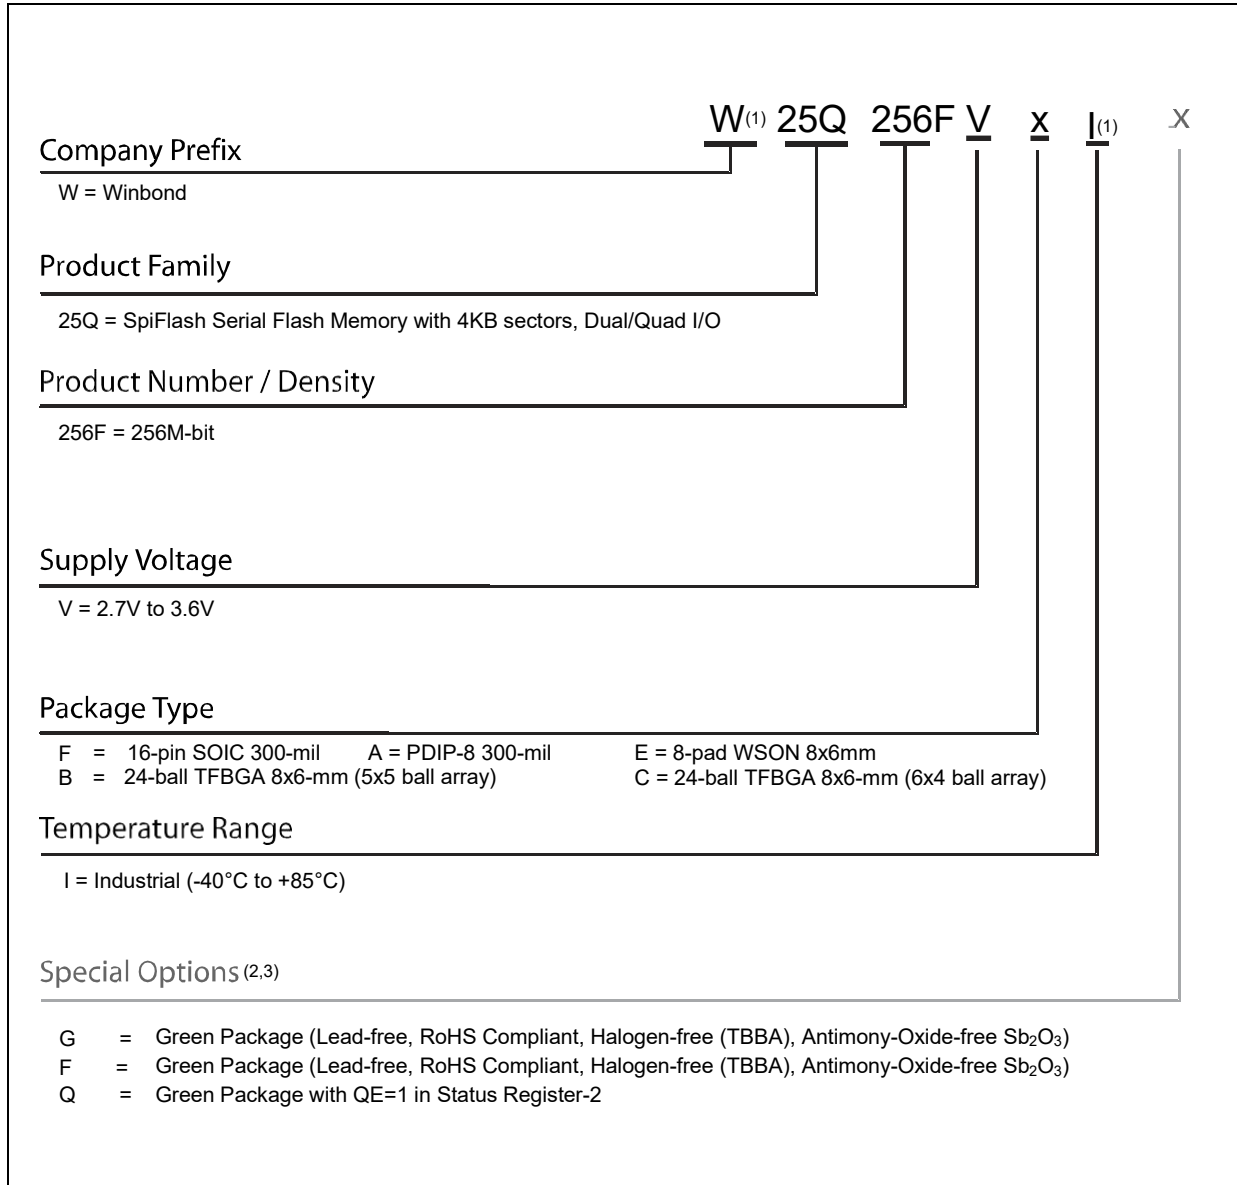 W(1) 25Q 256F V x I(1) x
Company Prefix
W = Winbond
Product Family
25Q = SpiFlash Serial Flash Memory with 4KB sectors, Dual/Quad I/O
Product Number / Density
256F = 256M-bit
Supply Voltage
V = 2.7V to 3.6V
Package Type
F = 16-pin SOIC 300-mil A = PDIP-8 300-mil E = 8-pad WSON 8x6mm
B = 24-ball TFBGA 8x6-mm (5x5 ball array) C = 24-ball TFBGA 8x6-mm (6x4 ball array)
Temperature Range
I = Industrial (-40°C to +85°C)
Special Options (2,3)
G = Green Package (Lead-free, RoHS Compliant, Halogen-free (TBBA), Antimony-Oxide-free Sb₂O₃)
F = Green Package (Lead-free, RoHS Compliant, Halogen-free (TBBA), Antimony-Oxide-free Sb₂O₃)
Q = Green Package with QE=1 in Status Register-2